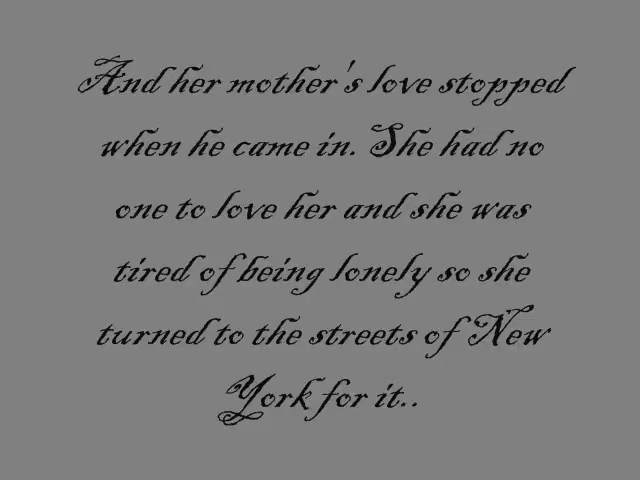 And her mother's love stopped
when he came in. She had no
one to love her and she was
tired of being lonely so she
turned to the streets of New
York for it..